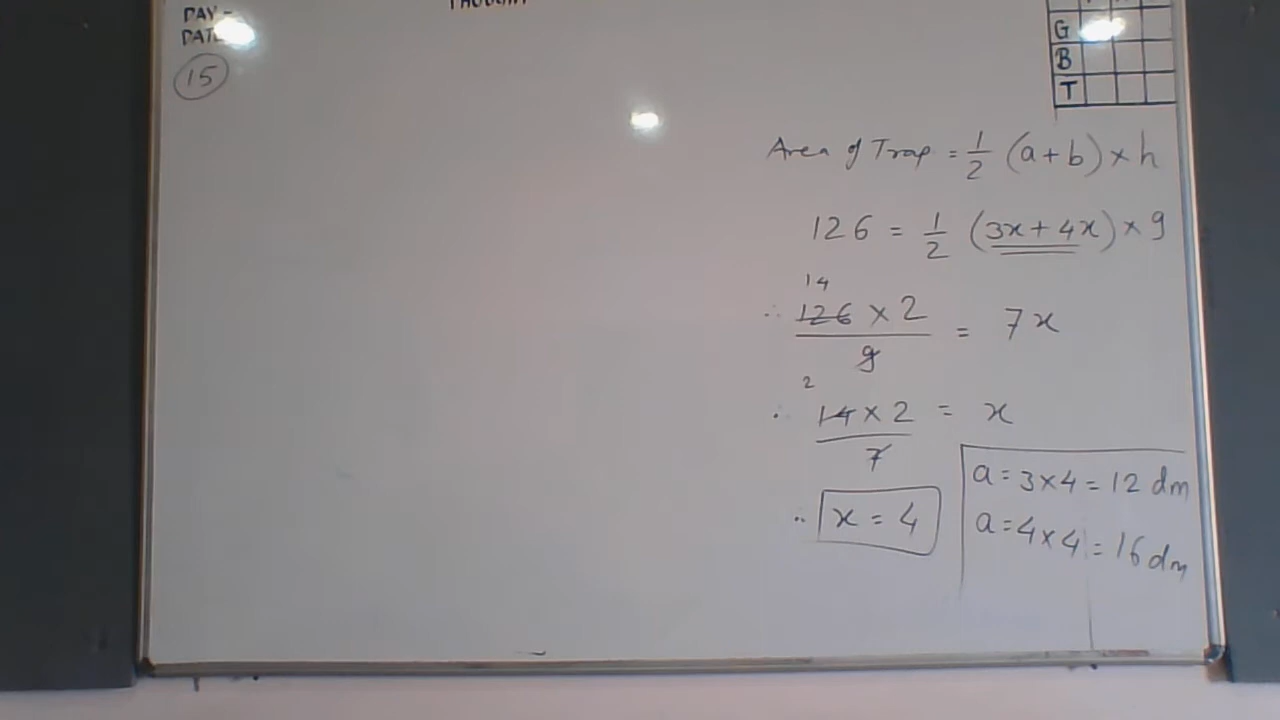 DAY -
DATE
15
G
B
T
Area of Trap = 1/2 (a+b) × h
126 = 1/2 (3x + 4x) × 9
14
∴ 126 × 2 / 9 = 7x
2
∴ 14 × 2 / 7 = x
∴ x = 4
a = 3×4 = 12 dm
a = 4×4 = 16 dm